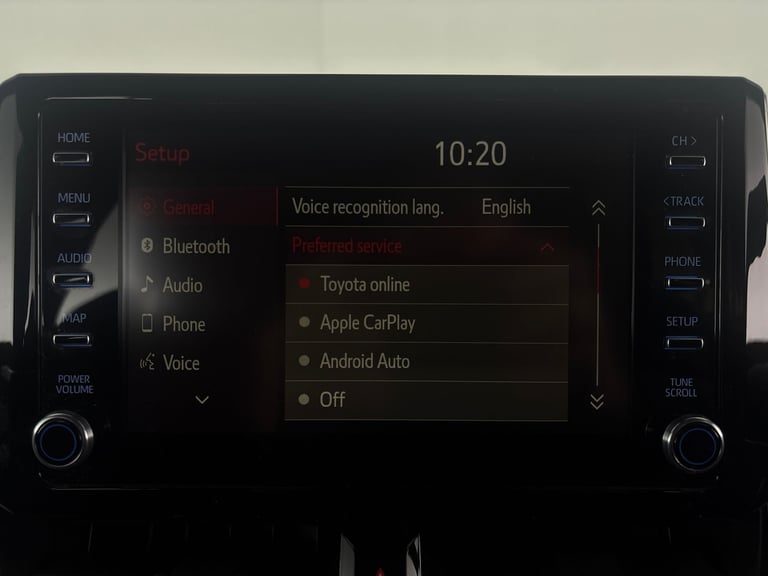 HOME
MENU
AUDIO
MAP
POWER
VOLUME
Setup
10:20
General
Bluetooth
Audio
Phone
Voice
Voice recognition lang. English
Preferred service
Toyota online
Apple CarPlay
Android Auto
Off
CH >
< TRACK
PHONE
SETUP
TUNE
SCROLL